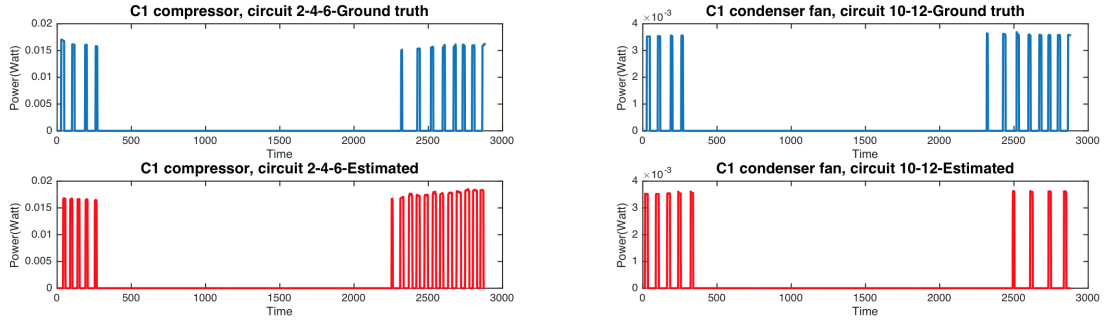 C1 compressor, circuit 2-4-6-Ground truth
0.02
0.015
0.01
0.005
0
Power(Watt)
0 500 1000 1500 2000 2500 3000
Time
C1 condenser fan, circuit 10-12-Ground truth
×10⁻³
4
3
2
1
0
Power(Watt)
0 500 1000 1500 2000 2500 3000
Time
C1 compressor, circuit 2-4-6-Estimated
0.02
0.015
0.01
0.005
0
Power(Watt)
0 500 1000 1500 2000 2500 3000
Time
C1 condenser fan, circuit 10-12-Estimated
×10⁻³
4
3
2
1
0
Power(Watt)
0 500 1000 1500 2000 2500 3000
Time